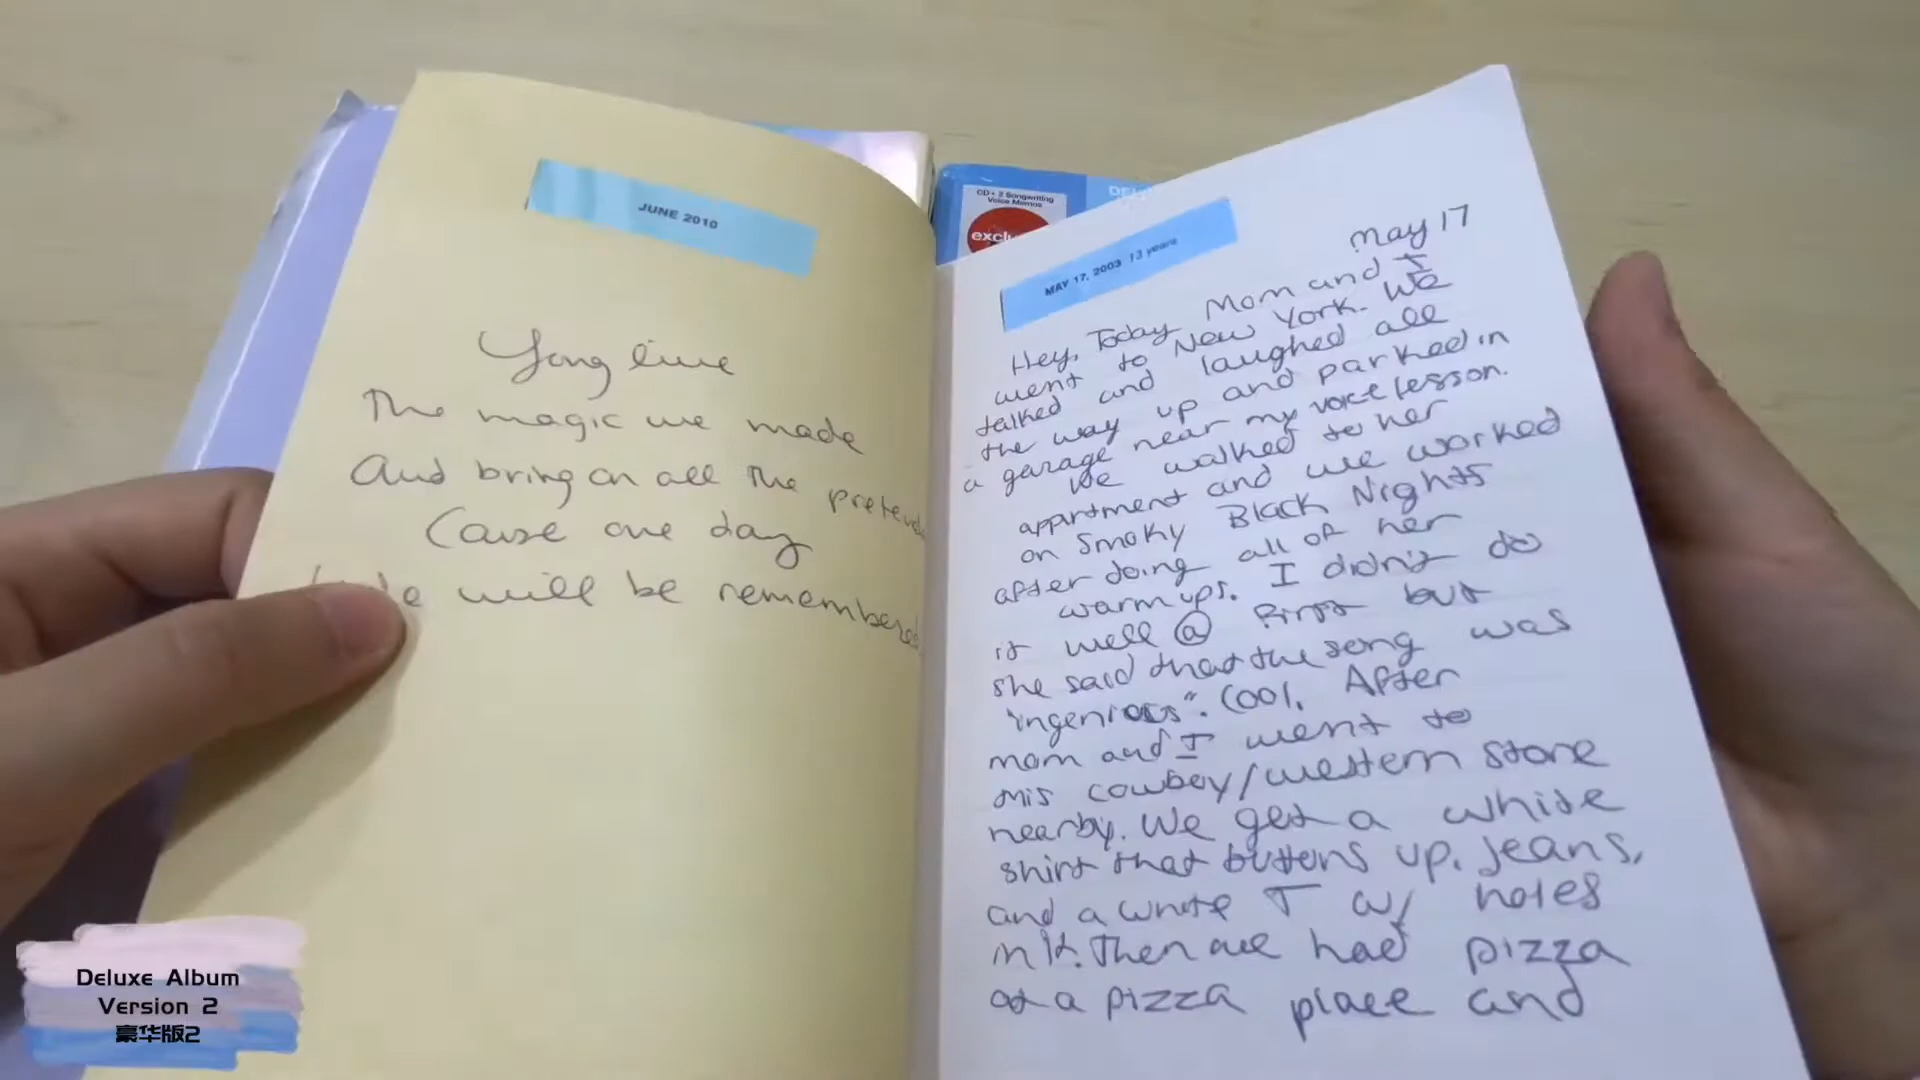 JUNE 2010
Long live
The magic we made
And bring on all the pretend
Cause one day
will be remembered
CD+ 2 Songwriting
Voice Memos
exclu
DEL
MAY 17, 2003 13 years
May 17
Hey, Today Mom and I
went to New York. We
talked and laughed all
the way up and parked in
a garage near my voice lesson.
We walked to her
appartment and we worked
on Smoky Black Nights
after doing all of her
warm ups. I didn't do
it well @ first but
she said that the song was
"ingenious". Cool. After
mom and I went to
this cowboy/western store
nearby. We got a white
shirt that buttons up, jeans,
and a white T w/ holes
in it. Then we had pizza
at a pizza place and
Deluxe Album
Version 2
豪华版2